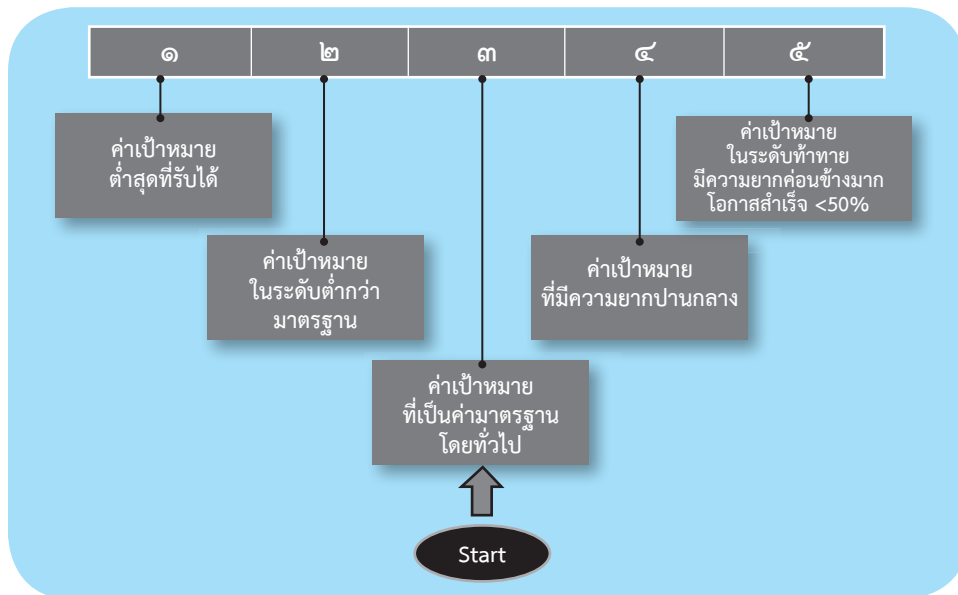 ๑ ๒ ๓ ๔ ๕
ค่าเป้าหมาย
ต่ำสุดที่รับได้
ค่าเป้าหมาย
ในระดับต่ำกว่า
มาตรฐาน
ค่าเป้าหมาย
ที่เป็นค่ามาตรฐาน
โดยทั่วไป
ค่าเป้าหมาย
ที่มีความยากปานกลาง
ค่าเป้าหมาย
ในระดับท้าทาย
มีความยากค่อนข้างมาก
โอกาสสำเร็จ <50%
Start